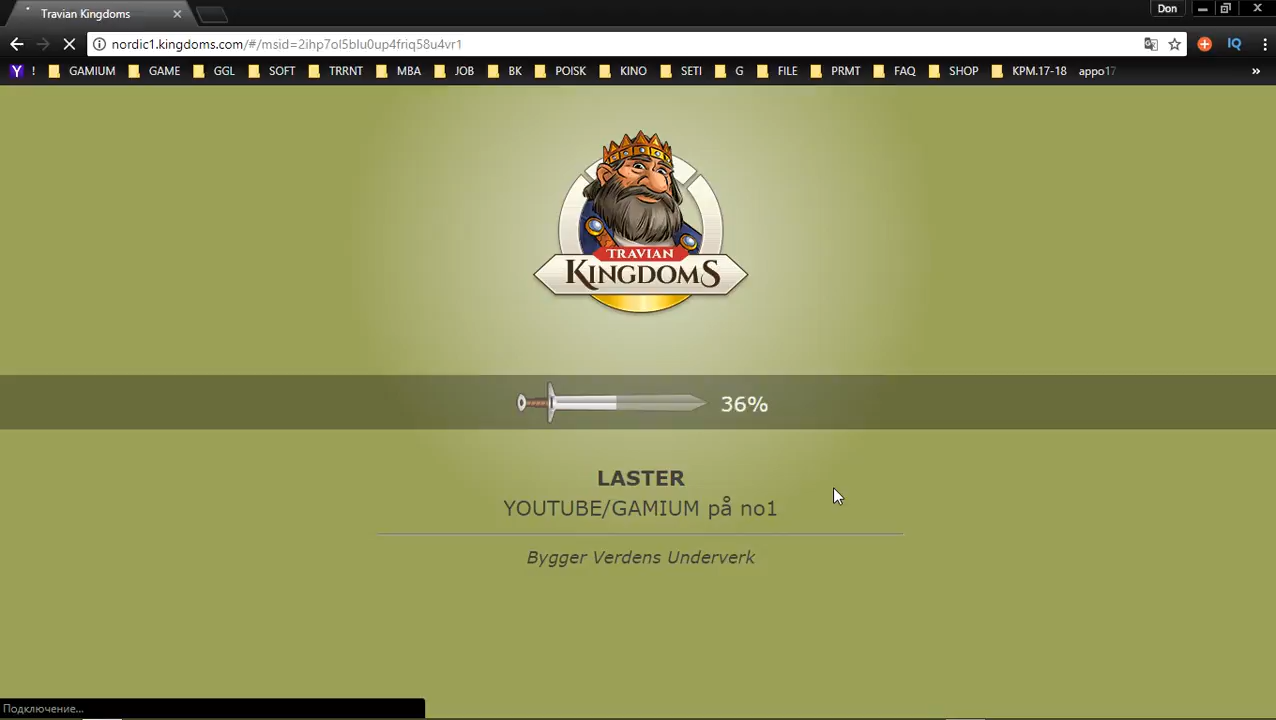 Travian Kingdoms
Don
nordic1.kingdoms.com/#/msid=2ihp7ol5blu0up4friq58u4vr1
Y ! GAMIUM GAME GGL SOFT TRRNT MBA JOB BK POISK KINO SETI G FILE PRMT FAQ SHOP KPM.17-18 appo17 »
IQ
TRAVIAN
KINGDOMS
36%
LASTER
YOUTUBE/GAMIUM på no1
Bygger Verdens Underverk
Подключение...